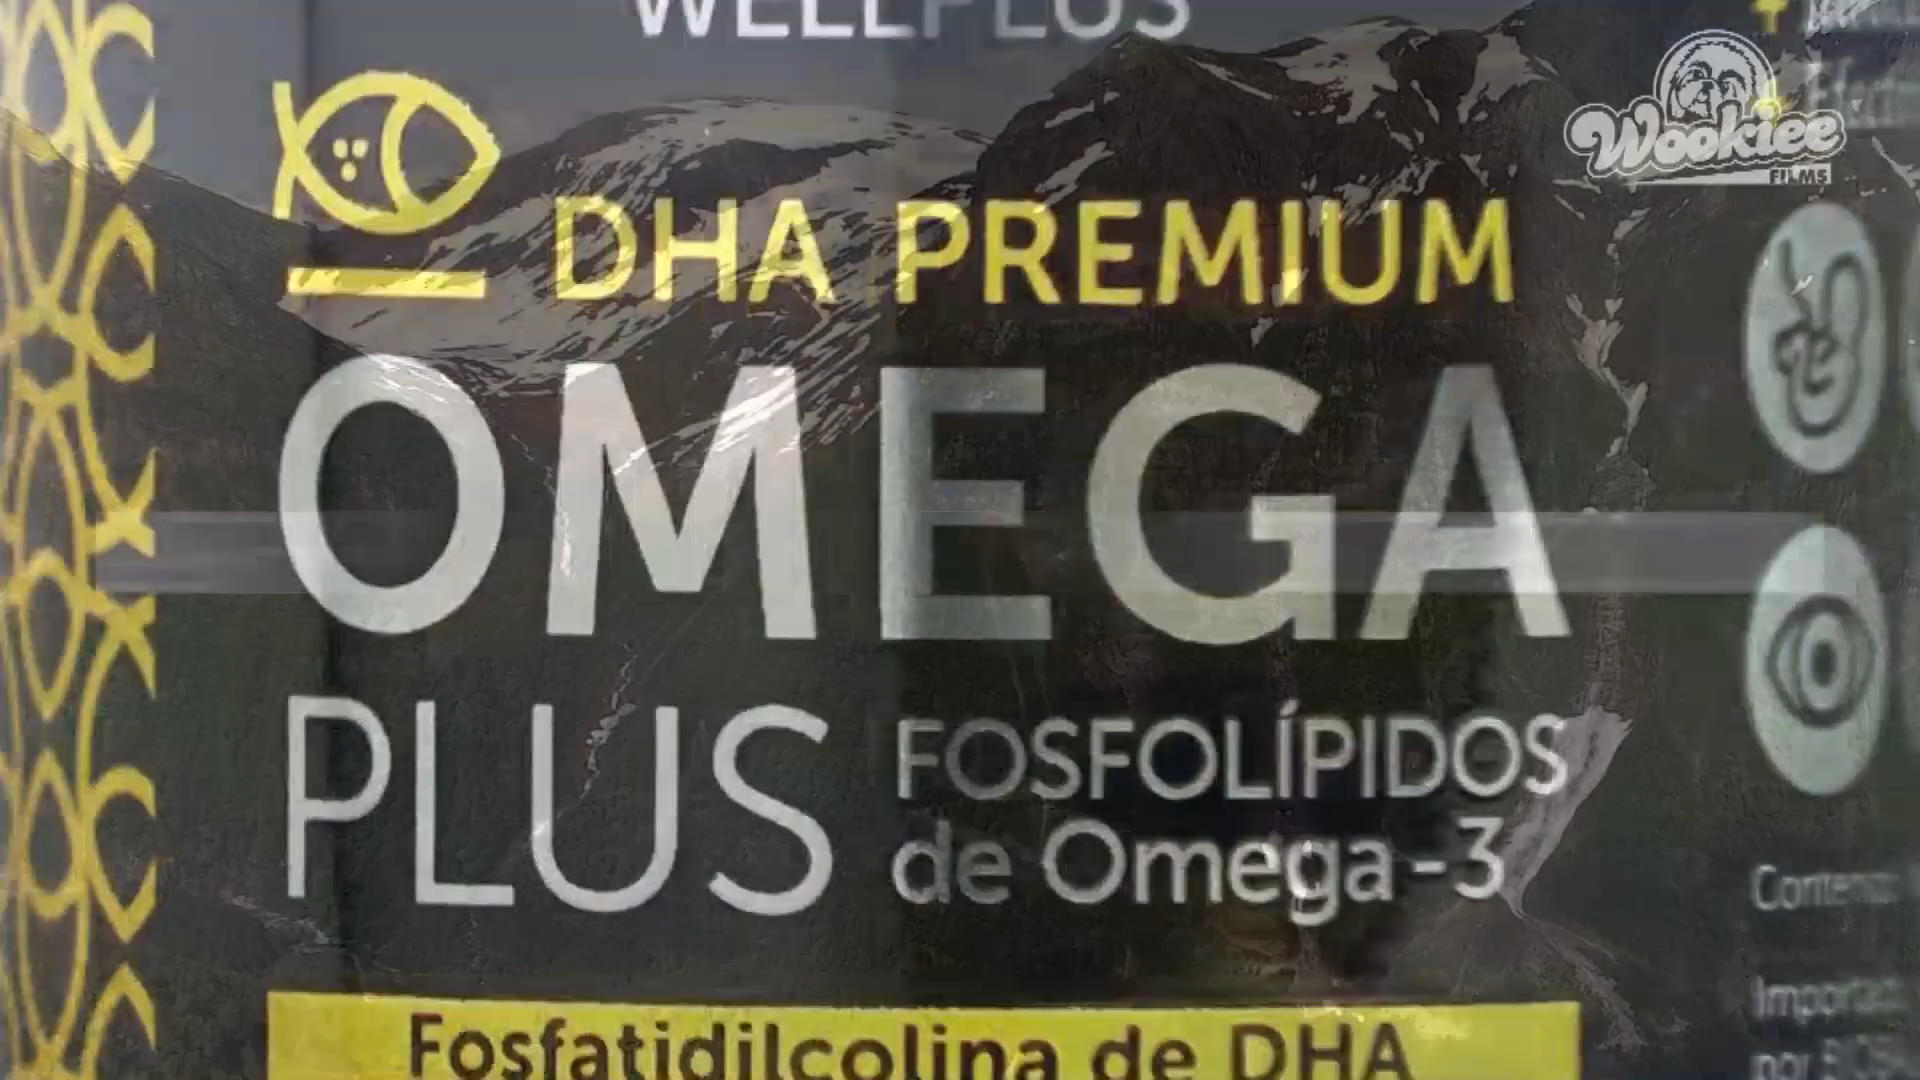 WELLPLUS
Wookiee
FILMS
DHA PREMIUM
OMEGA
PLUS
FOSFOLÍPIDOS
de Omega-3
Fosfatidilcolina de DHA